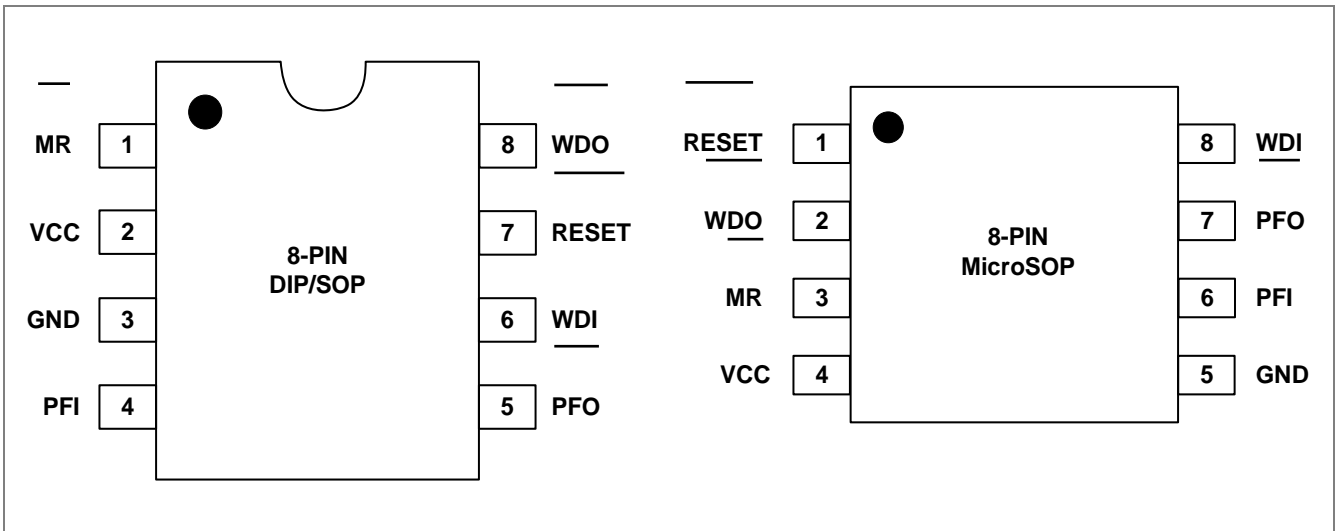 MR 1
VCC 2
GND 3
PFI 4
8-PIN
DIP/SOP
8 WDO
7 RESET
6 WDI
5 PFO
RESET 1
WDO 2
MR 3
VCC 4
8-PIN
MicroSOP
8 WDI
7 PFO
6 PFI
5 GND